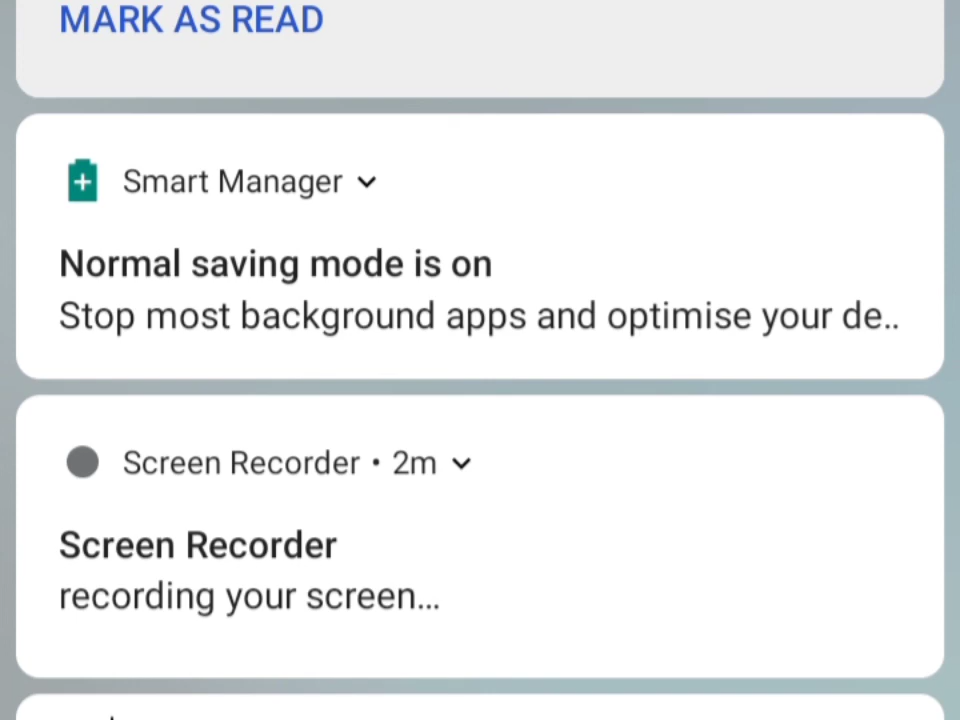 MARK AS READ
Smart Manager
Normal saving mode is on
Stop most background apps and optimise your de..
Screen Recorder • 2m
Screen Recorder
recording your screen...